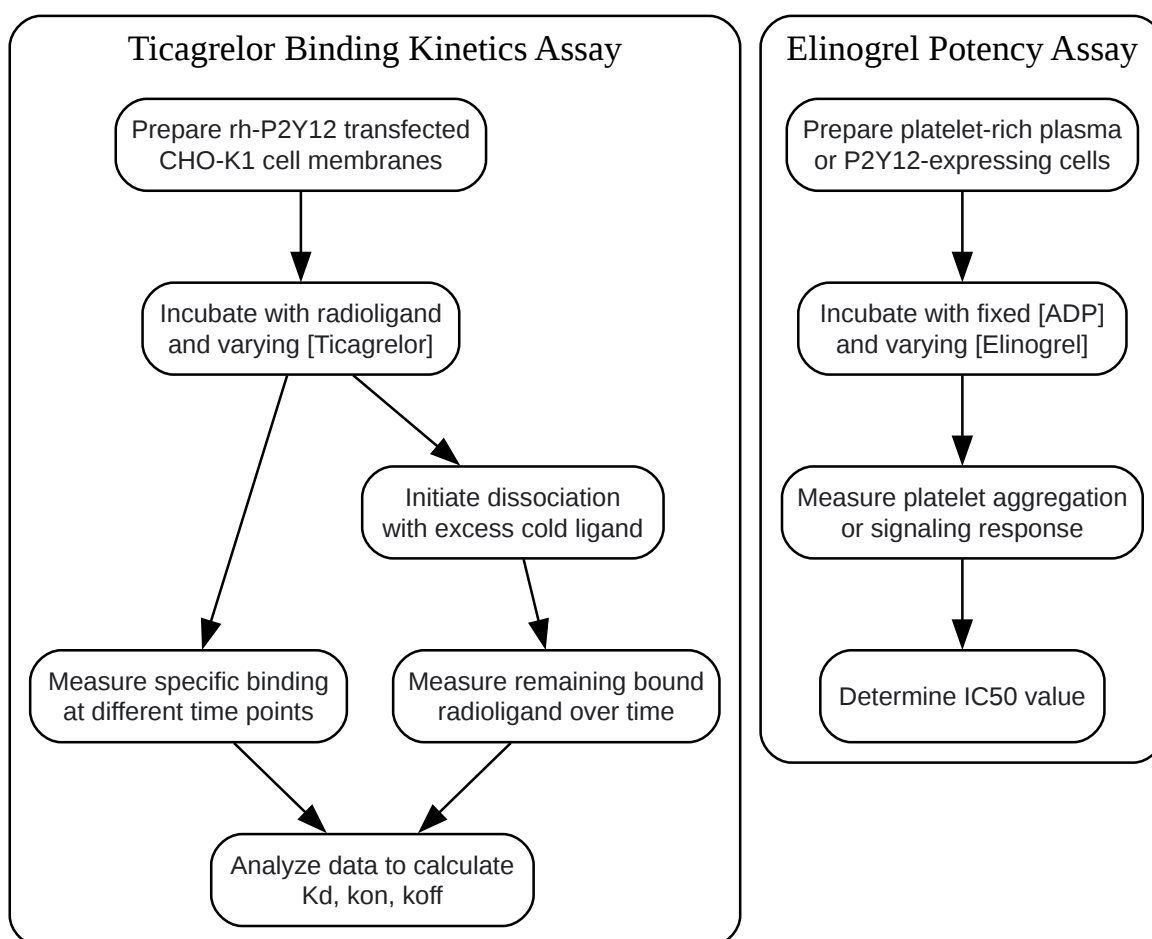 Ticagrelor Binding Kinetics Assay
Prepare rh-P2Y12 transfected
CHO-K1 cell membranes
Incubate with radioligand
and varying [Ticagrelor]
Initiate dissociation
with excess cold ligand
Measure specific binding
at different time points
Measure remaining bound
radioligand over time
Analyze data to calculate
Kd, kon, koff
Elinogrel Potency Assay
Prepare platelet-rich plasma
or P2Y12-expressing cells
Incubate with fixed [ADP]
and varying [Elinogrel]
Measure platelet aggregation
or signaling response
Determine IC50 value